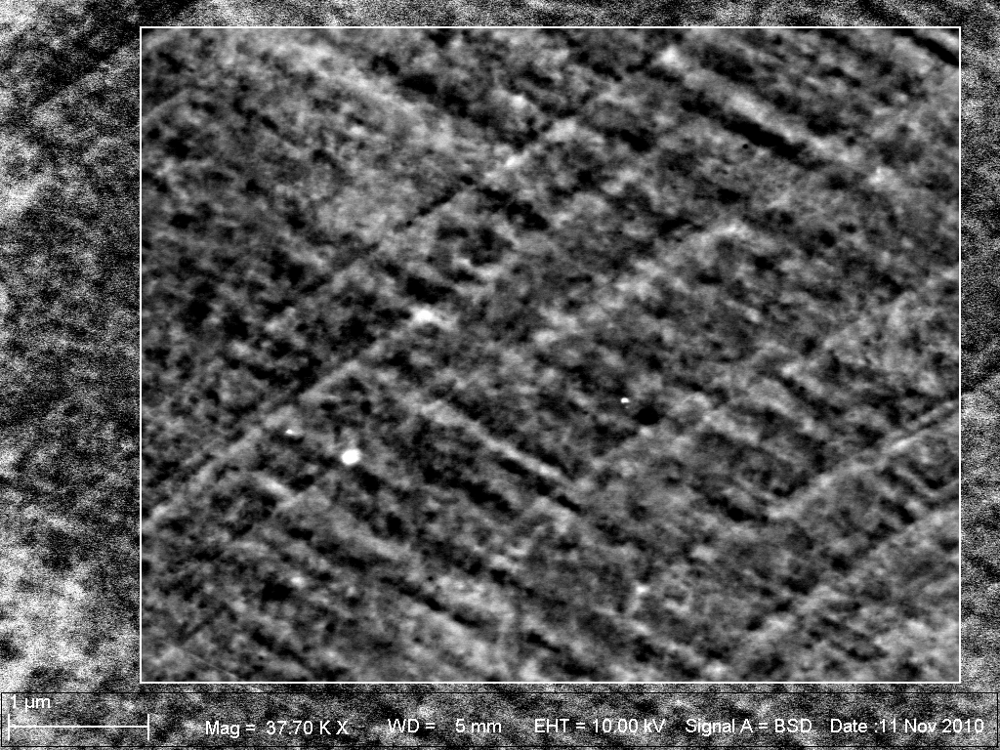 1 µm
Mag = 37.70 K X WD = 5 mm EHT = 10.00 kV Signal A = BSD Date :11 Nov 2010